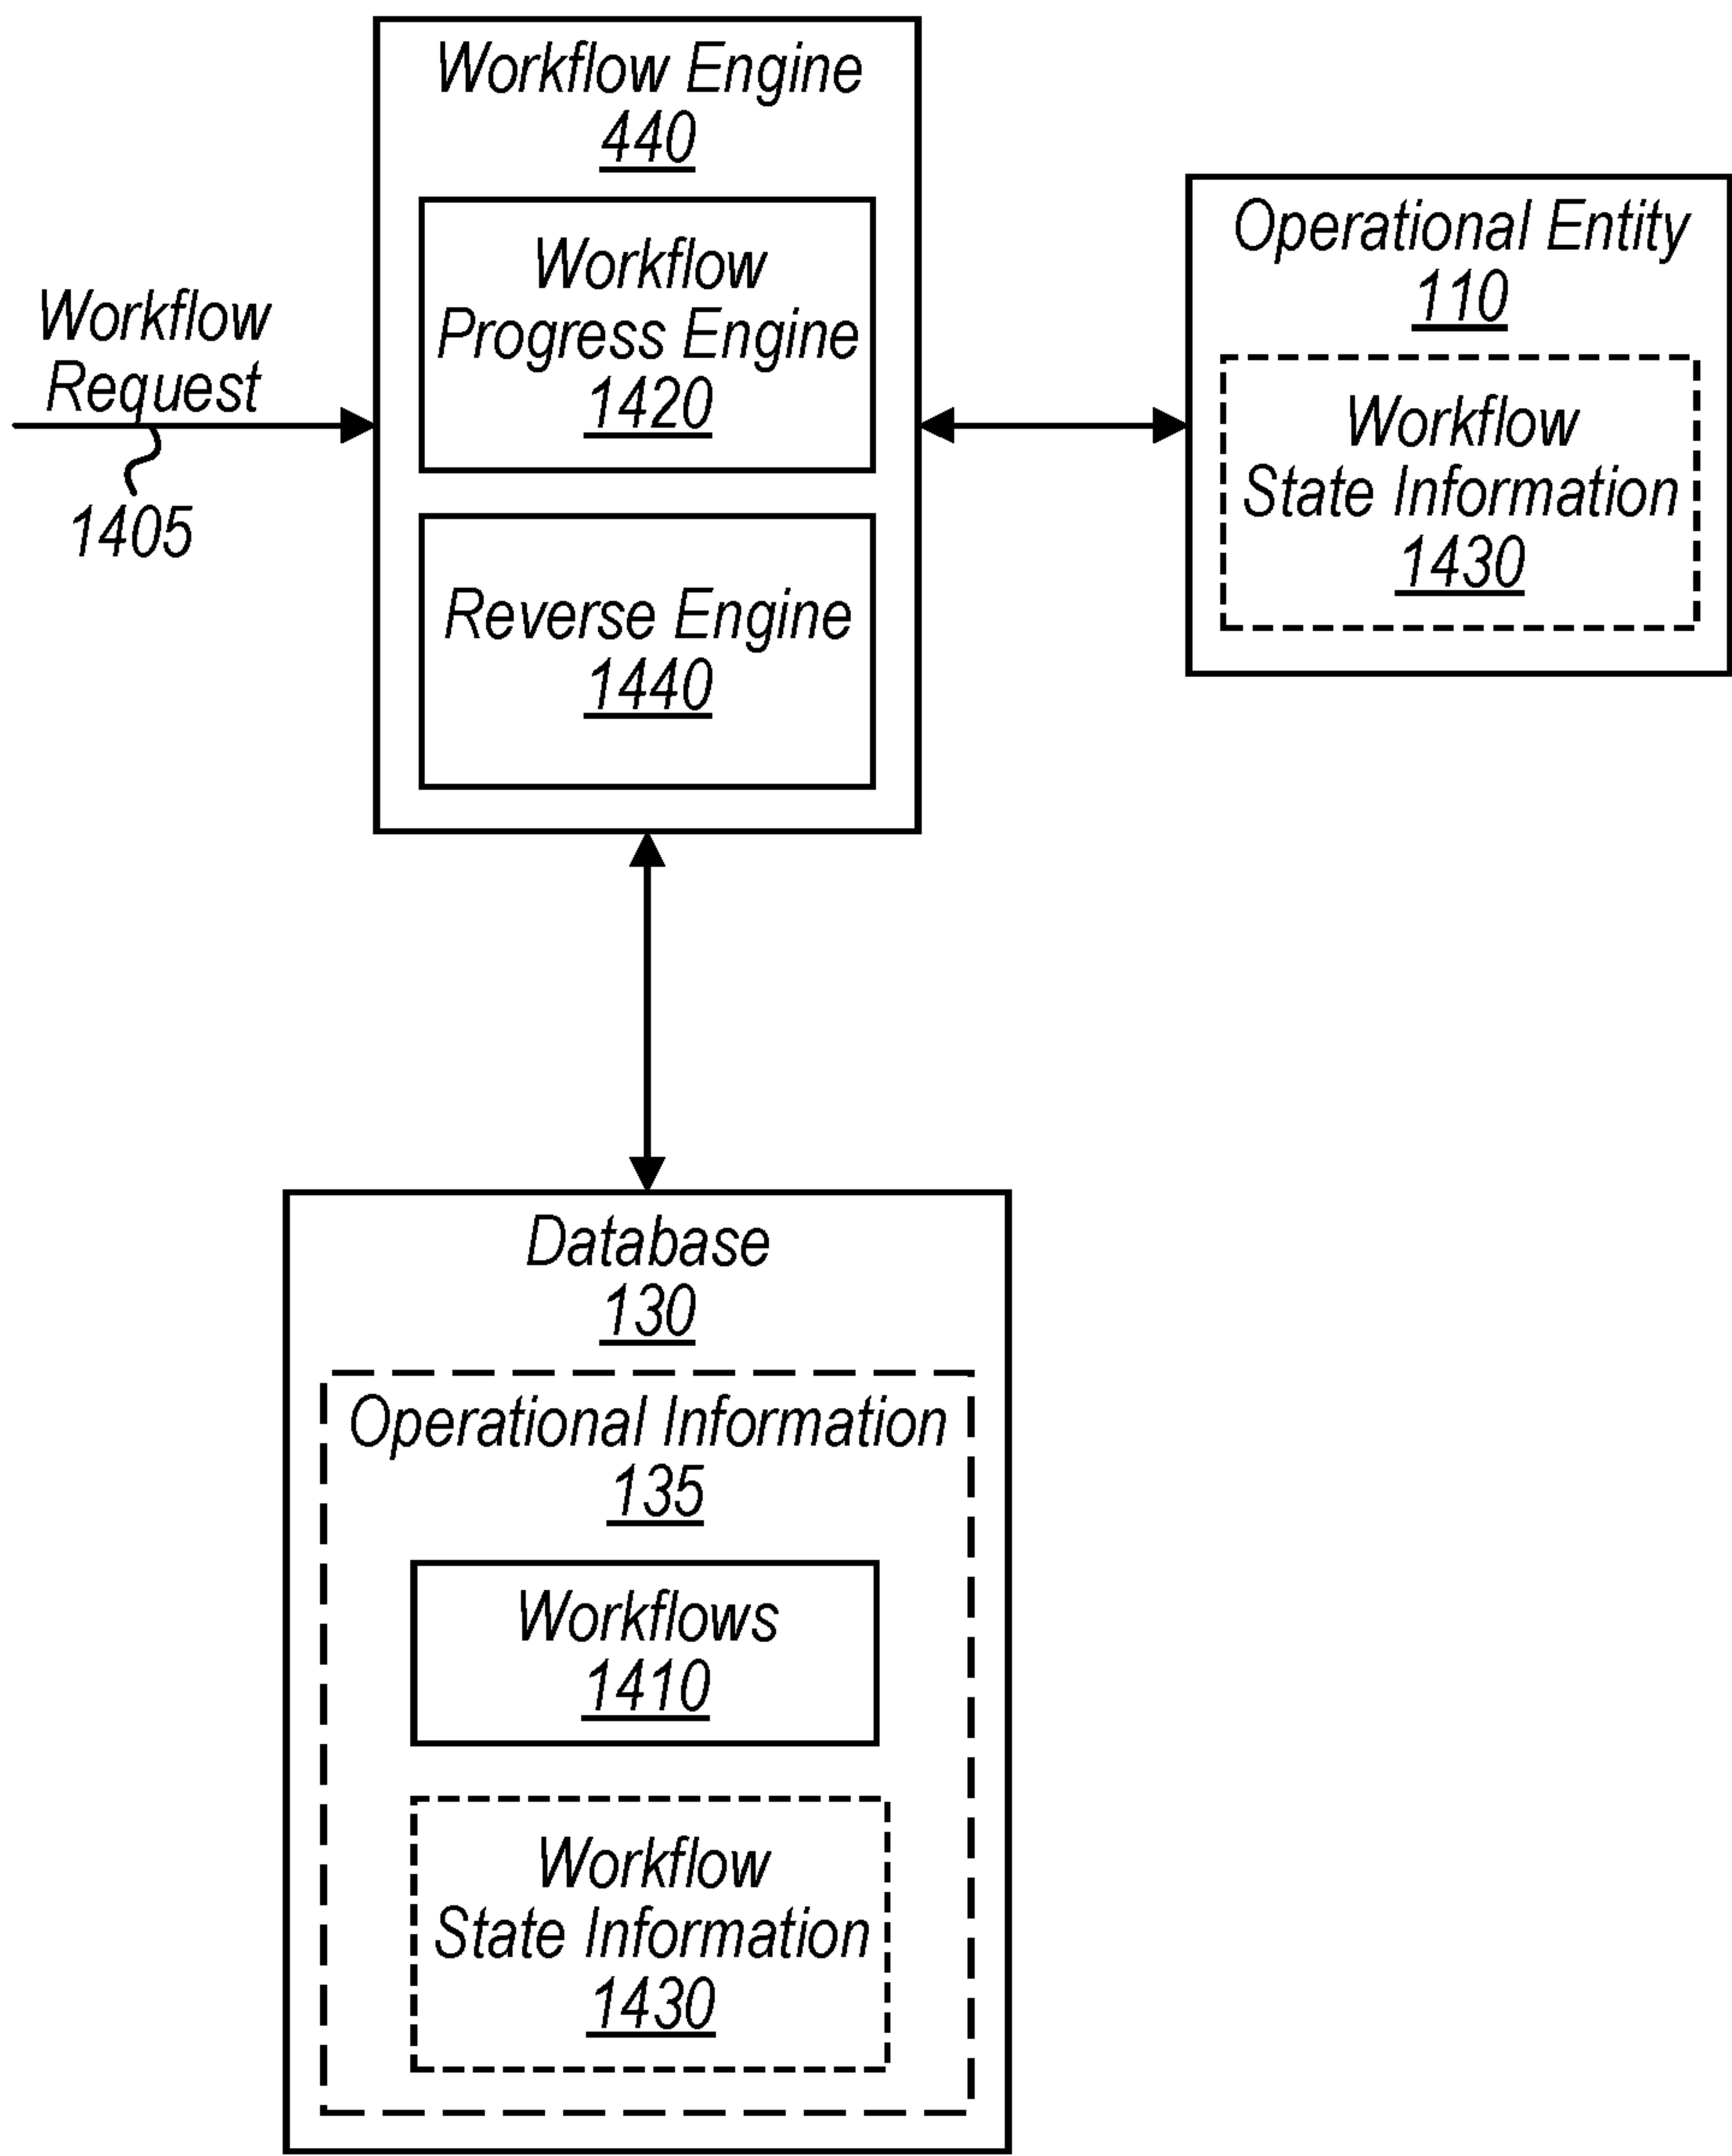 Workflow Engine
440
Workflow
Progress Engine
1420
Reverse Engine
1440
Workflow
Request
1405
Operational Entity
110
Workflow
State Information
1430
Database
130
Operational Information
135
Workflows
1410
Workflow
State Information
1430